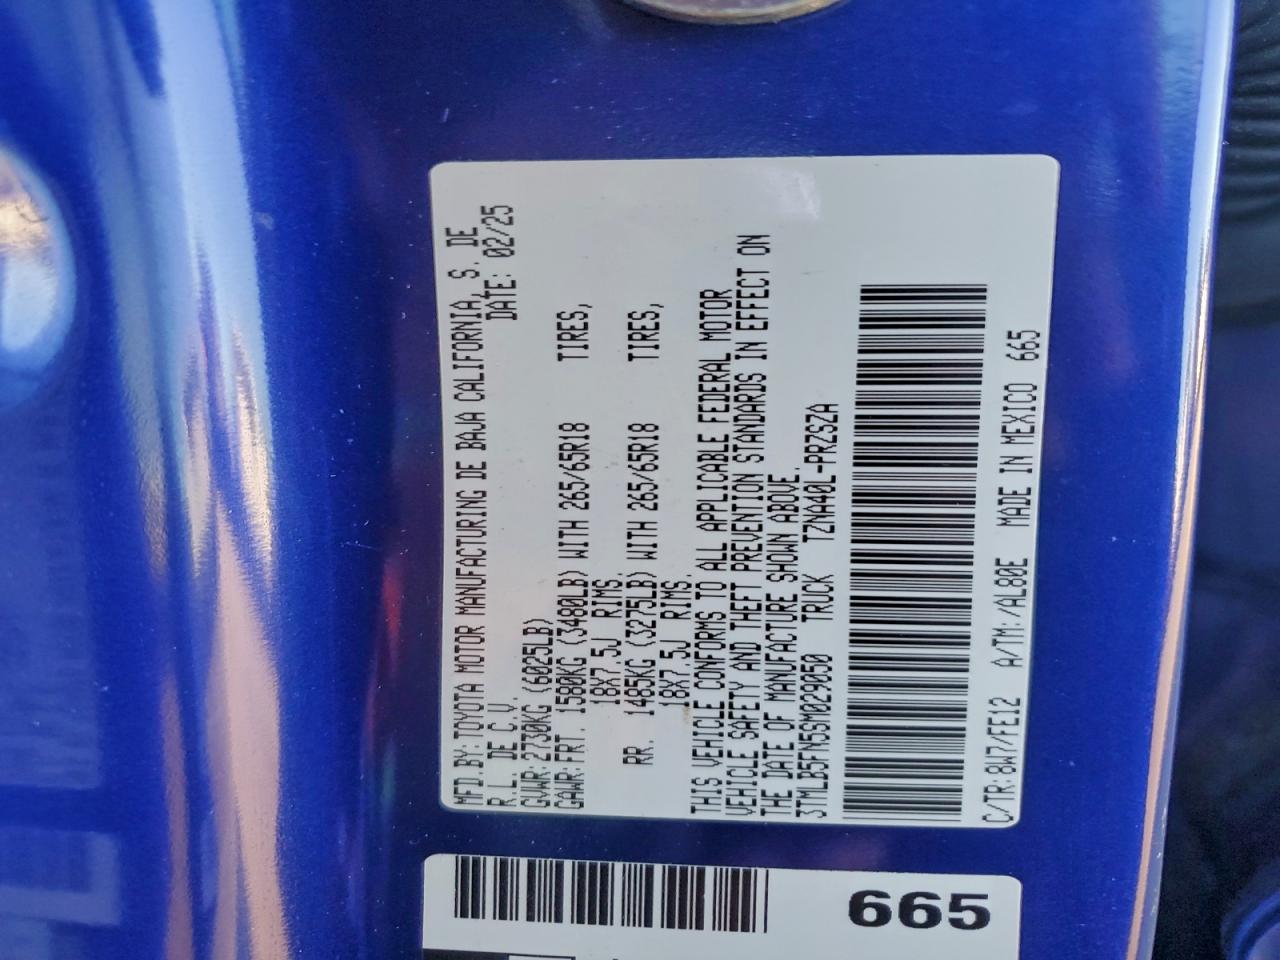 MFD.BY:TOYOTA MOTOR MANUFACTURING DE BAJA CALIFORNIA, S. DE
R.L. DE C.V. DATE: 02/25
GVWR:2730KG (6025LB)
GAWR:FRT. 1580KG (3480LB) WITH 265/65R18 TIRES,
18X7.5J RIMS.
RR. 1485KG (3275LB) WITH 265/65R18 TIRES,
18X7.5J RIMS.
THIS VEHICLE CONFORMS TO ALL APPLICABLE FEDERAL MOTOR
VEHICLE SAFETY AND THEFT PREVENTION STANDARDS IN EFFECT ON
THE DATE OF MANUFACTURE SHOWN ABOVE.
3TMLB5FN5SM029050 TRUCK TZNA40L-PRZSZA
C/TR:8W7/FE12 A/TM:/AL80E MADE IN MEXICO 665
665